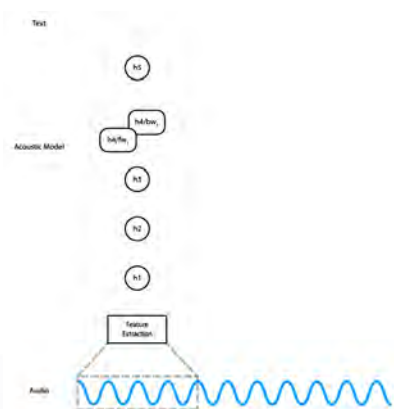 Text
h5
h4/bw,
h4/fw,
Acoustic Model
h3
h2
h1
Feature
Extraction
Audio